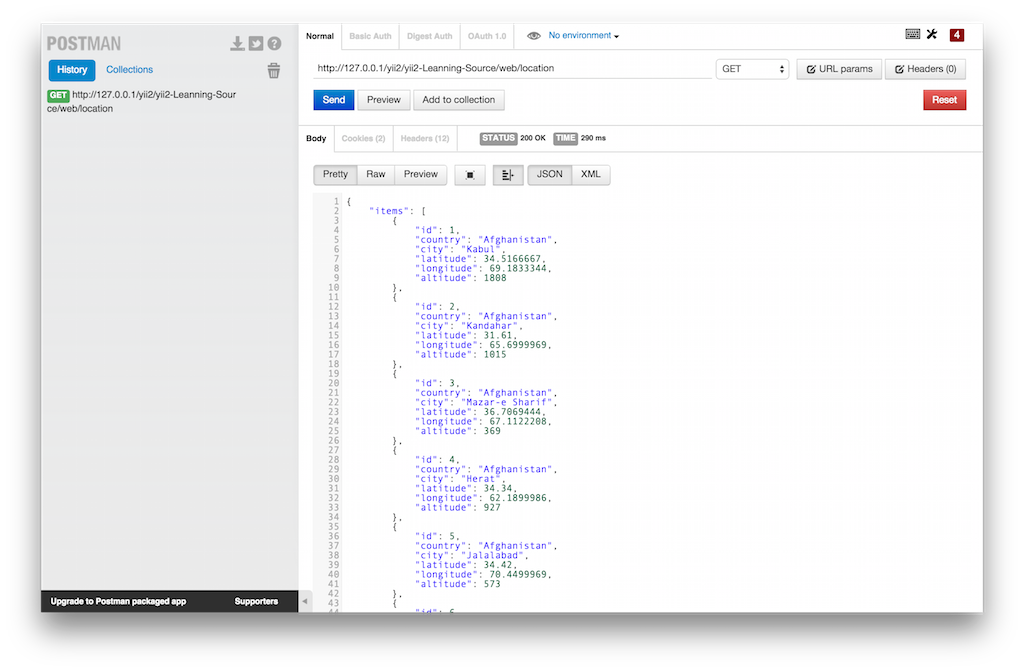 POSTMAN
History Collections
GET http://127.0.0.1/yii2/yii2-Leanning-Sour
ce/web/location
Upgrade to Postman packaged app Supporters
Normal Basic Auth Digest Auth OAuth 1.0 No environment 4
http://127.0.0.1/yii2/yii2-Leanning-Source/web/location GET URL params Headers (0)
Send Preview Add to collection Reset
Body Cookies (2) Headers (12) STATUS 200 OK TIME 290 ms
Pretty Raw Preview JSON XML
1 {
2 "items": [
3 {
4 "id": 1,
5 "country": "Afghanistan",
6 "city": "Kabul",
7 "latitude": 34.5166667,
8 "longitude": 69.1833344,
9 "altitude": 1808
10 },
11 {
12 "id": 2,
13 "country": "Afghanistan",
14 "city": "Kandahar",
15 "latitude": 31.61,
16 "longitude": 65.6999969,
17 "altitude": 1015
18 },
19 {
20 "id": 3,
21 "country": "Afghanistan",
22 "city": "Mazar-e Sharif",
23 "latitude": 36.7069444,
24 "longitude": 67.1122208,
25 "altitude": 369
26 },
27 {
28 "id": 4,
29 "country": "Afghanistan",
30 "city": "Herat",
31 "latitude": 34.34,
32 "longitude": 62.1899986,
33 "altitude": 927
34 },
35 {
36 "id": 5,
37 "country": "Afghanistan",
38 "city": "Jalalabad",
39 "latitude": 34.42,
40 "longitude": 70.4499969,
41 "altitude": 573
42 },
43 {
44 "id": 6